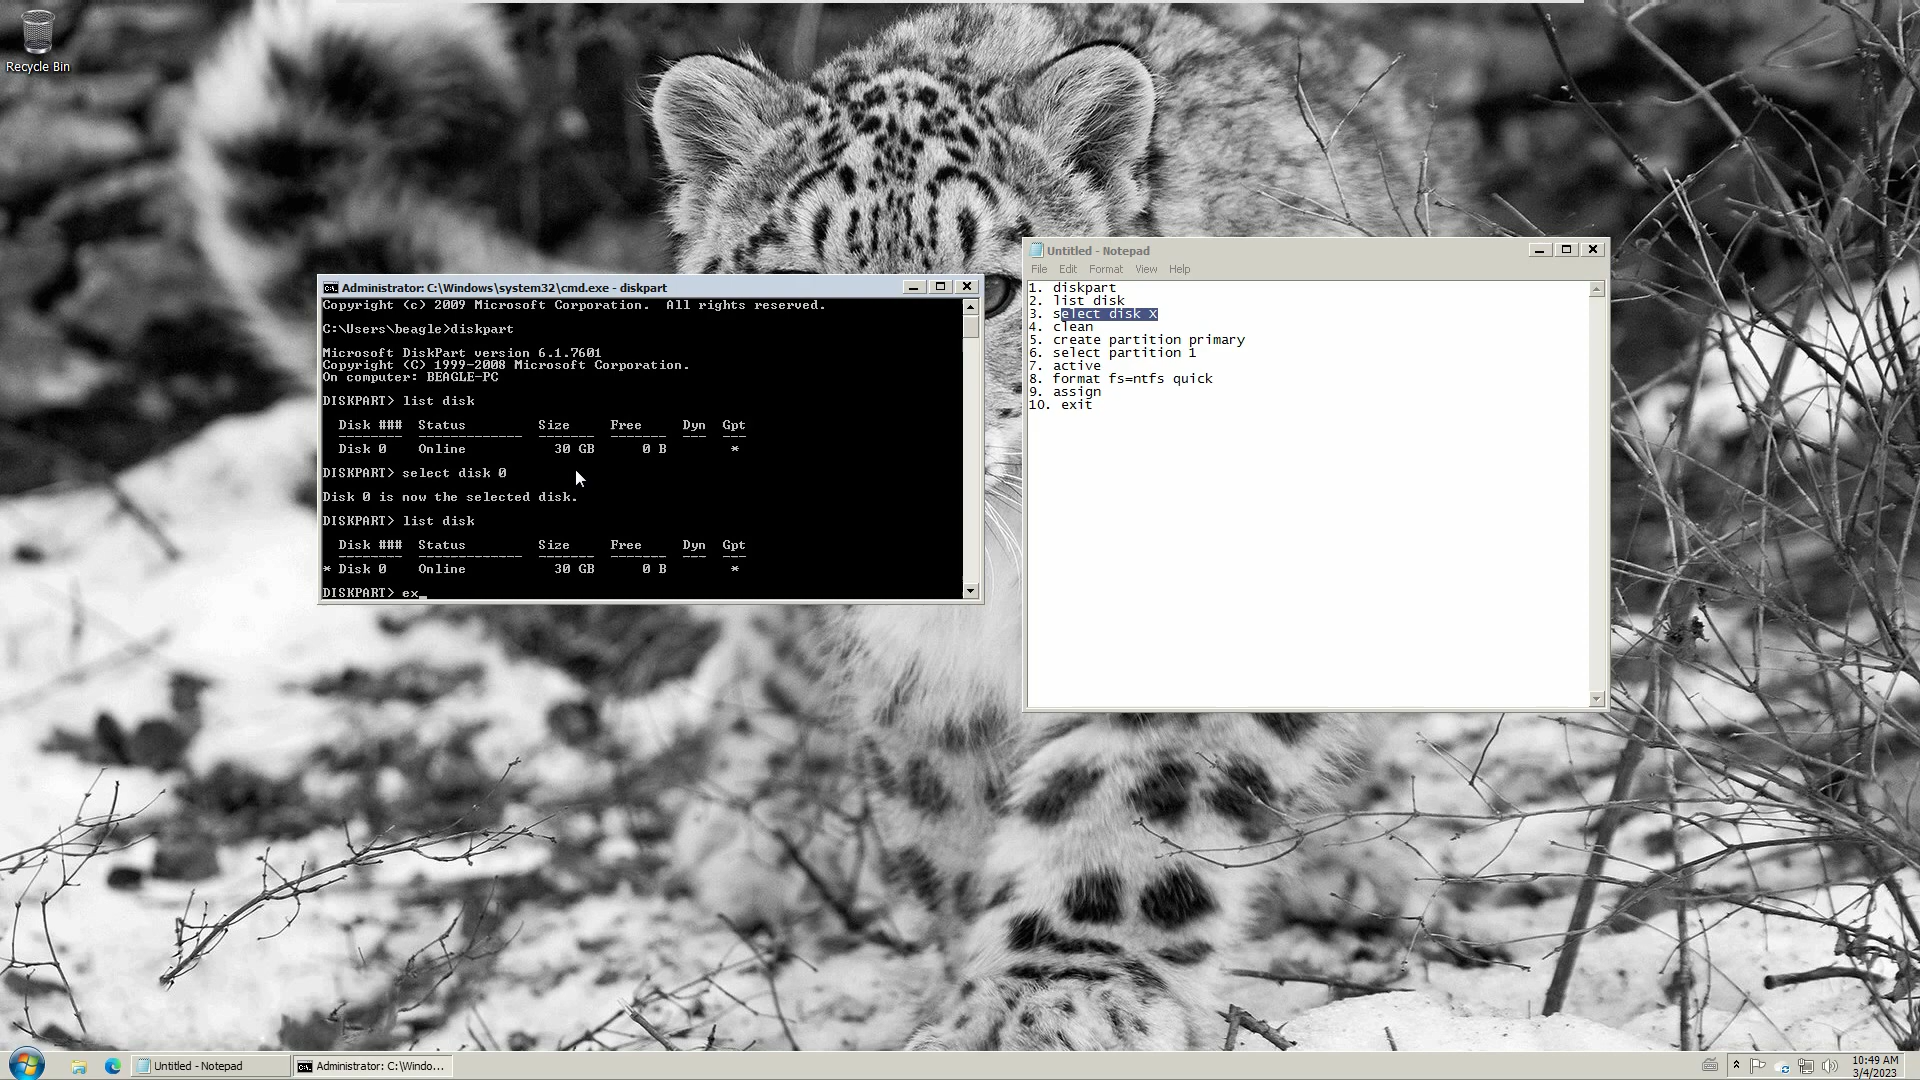 Recycle Bin
Administrator: C:\Windows\system32\cmd.exe - diskpart
Copyright (c) 2009 Microsoft Corporation.  All rights reserved.
C:\Users\beagle>diskpart
Microsoft DiskPart version 6.1.7601
Copyright (C) 1999-2008 Microsoft Corporation.
On computer: BEAGLE-PC
DISKPART> list disk
Disk ###  Status  Size  Free  Dyn  Gpt
--------  -------------  -------  -------  ---  ---
Disk 0  Online  30 GB  0 B  *
DISKPART> select disk 0
Disk 0 is now the selected disk.
DISKPART> list disk
Disk ###  Status  Size  Free  Dyn  Gpt
--------  -------------  -------  -------  ---  ---
* Disk 0  Online  30 GB  0 B  *
DISKPART> ex_
Untitled - Notepad
File  Edit  Format  View  Help
1. diskpart
2. list disk
3. select disk X
4. clean
5. create partition primary
6. select partition 1
7. active
8. format fs=ntfs quick
9. assign
10. exit
Untitled - Notepad
Administrator: C:\Windo...
10:49 AM
3/4/2023